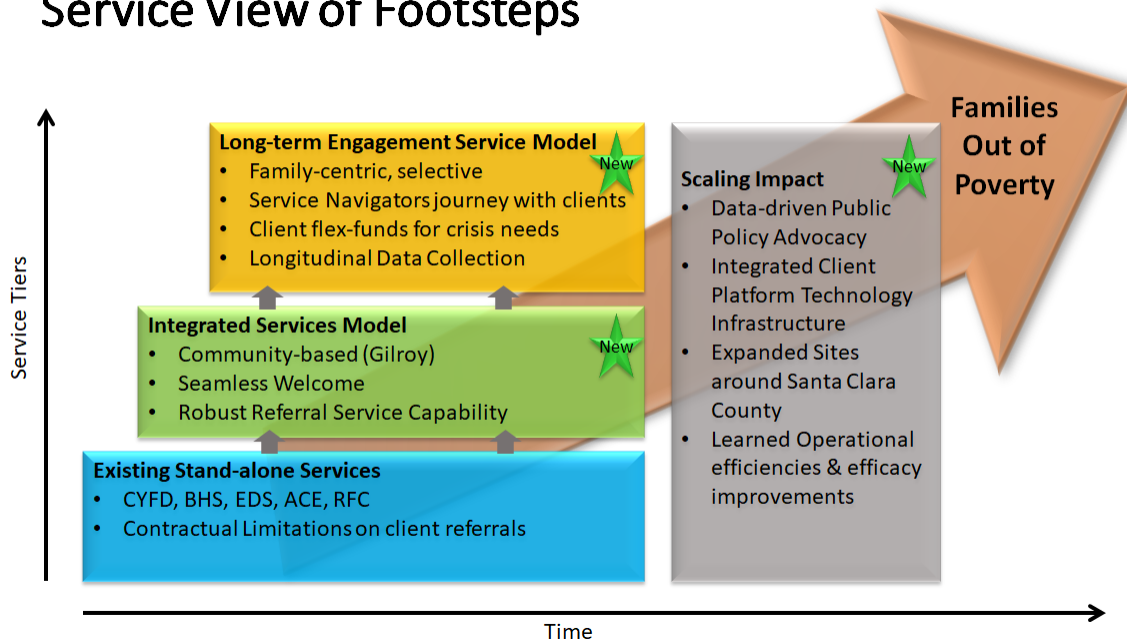 Service View of Footsteps
Long-term Engagement Service Model
New
• Family-centric, selective
• Service Navigators journey with clients
• Client flex-funds for crisis needs
• Longitudinal Data Collection
Integrated Services Model
New
• Community-based (Gilroy)
• Seamless Welcome
• Robust Referral Service Capability
Existing Stand-alone Services
• CYFD, BHS, EDS, ACE, RFC
• Contractual Limitations on client referrals
New
Scaling Impact
• Data-driven Public
Policy Advocacy
• Integrated Client
Platform Technology
Infrastructure
• Expanded Sites
around Santa Clara
County
• Learned Operational
efficiencies & efficacy
improvements
Families
Out of
Poverty
Service Tiers
Time